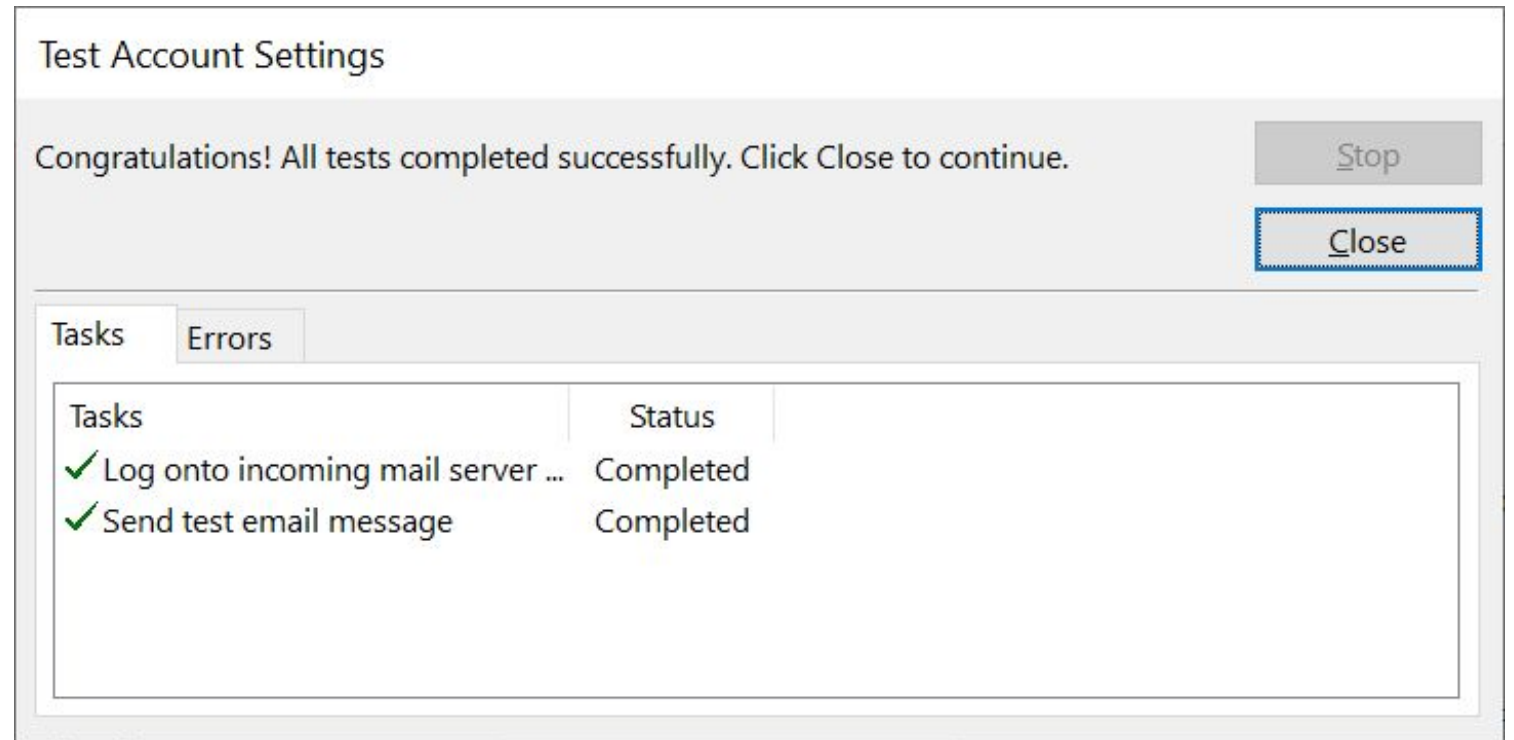 Test Account Settings
Congratulations! All tests completed successfully. Click Close to continue.
Stop
Close
Tasks Errors
Tasks Status
Log onto incoming mail server ... Completed
Send test email message Completed